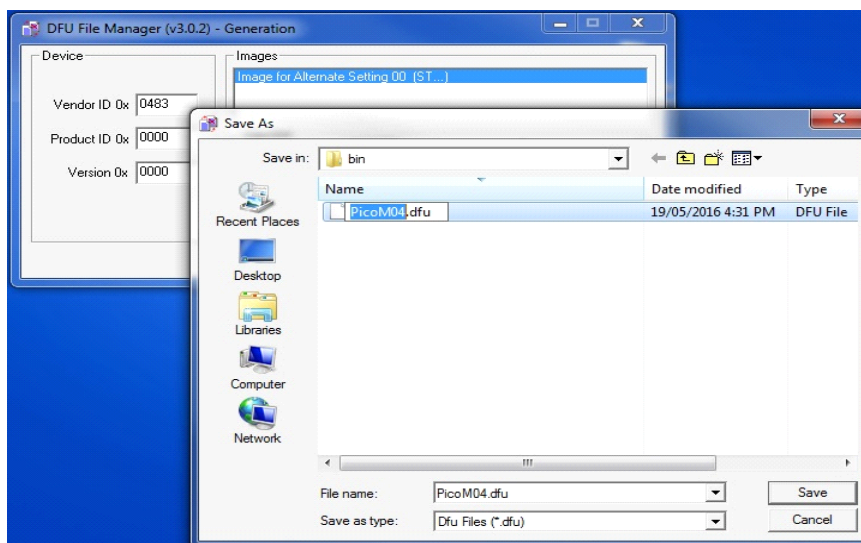 DFU File Manager (v3.0.2) - Generation
Device
Images
Image for Alternate Setting 00 (ST...)
Vendor ID 0x 0483
Product ID 0x 0000
Version 0x 0000
Save As
Save in: bin
Name Date modified Type
PicoM04.dfu 19/05/2016 4:31 PM DFU File
Recent Places
Desktop
Libraries
Computer
Network
File name: PicoM04.dfu Save
Save as type: Dfu Files (*.dfu) Cancel